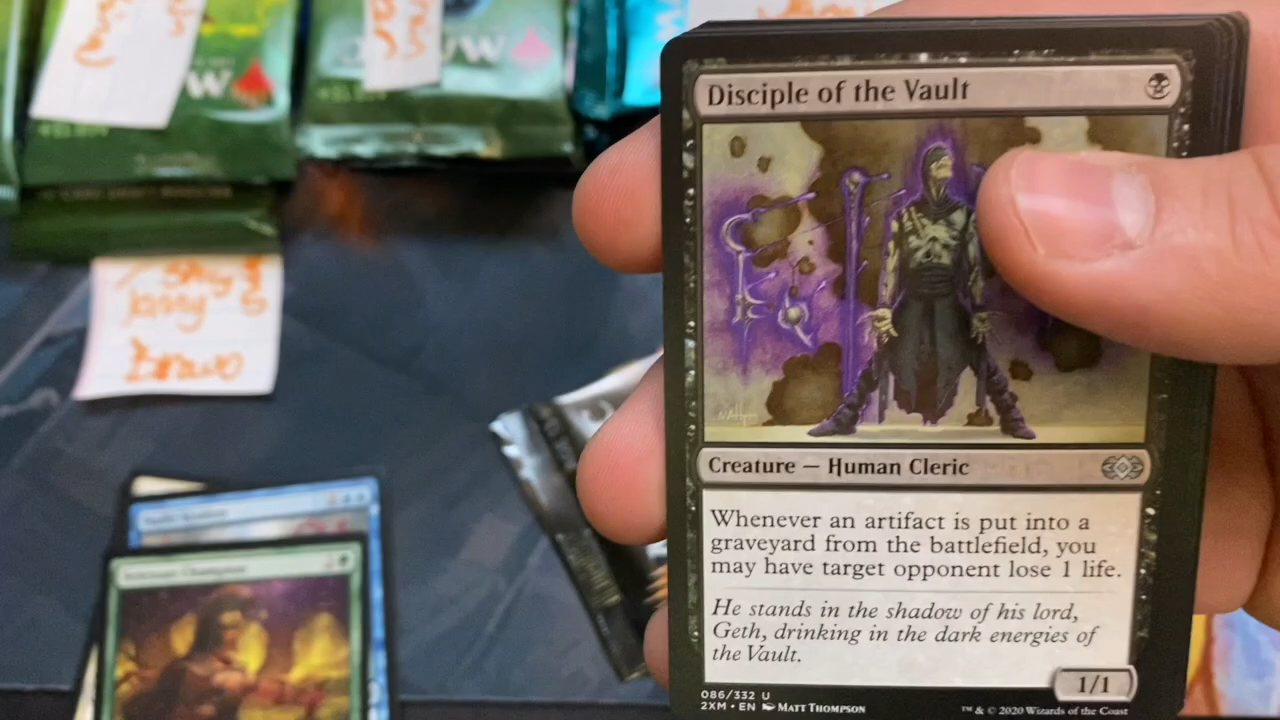 Disciple of the Vault
Creature — Human Cleric
Whenever an artifact is put into a
graveyard from the battlefield, you
may have target opponent lose 1 life.
He stands in the shadow of his lord,
Geth, drinking in the dark energies of
the Vault.
1/1
086/332 U
2XM • EN MATT THOMPSON
™ & © 2020 Wizards of the Coast